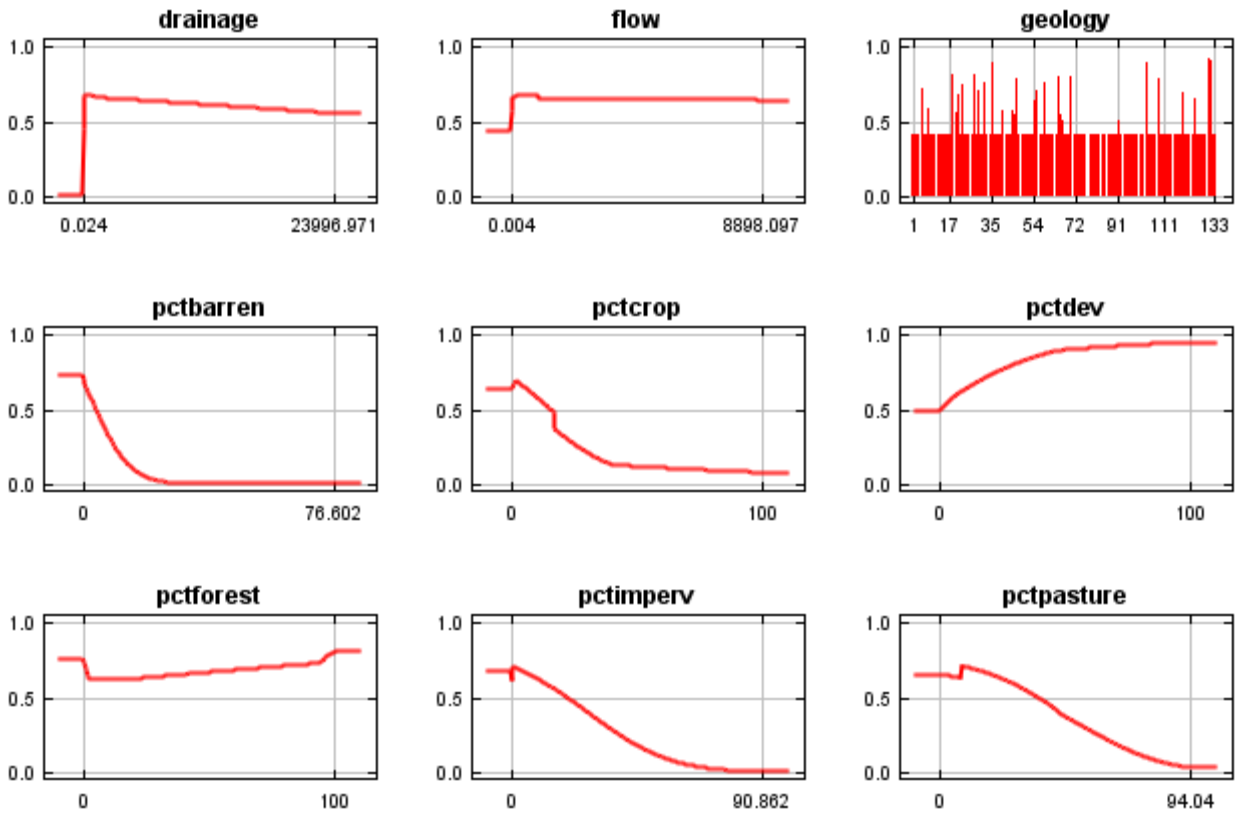 drainage flow geology
1.0 1.0 1.0
0.5 0.5 0.5
0.0 0.0 0.0
0.024 23996.971 0.004 8898.097 1 17 35 54 72 91 111 133
pctbarren pctcrop pctdev
1.0 1.0 1.0
0.5 0.5 0.5
0.0 0.0 0.0
0 76.602 0 100 0 100
pctforest pctimperv pctpasture
1.0 1.0 1.0
0.5 0.5 0.5
0.0 0.0 0.0
0 100 0 90.862 0 94.04